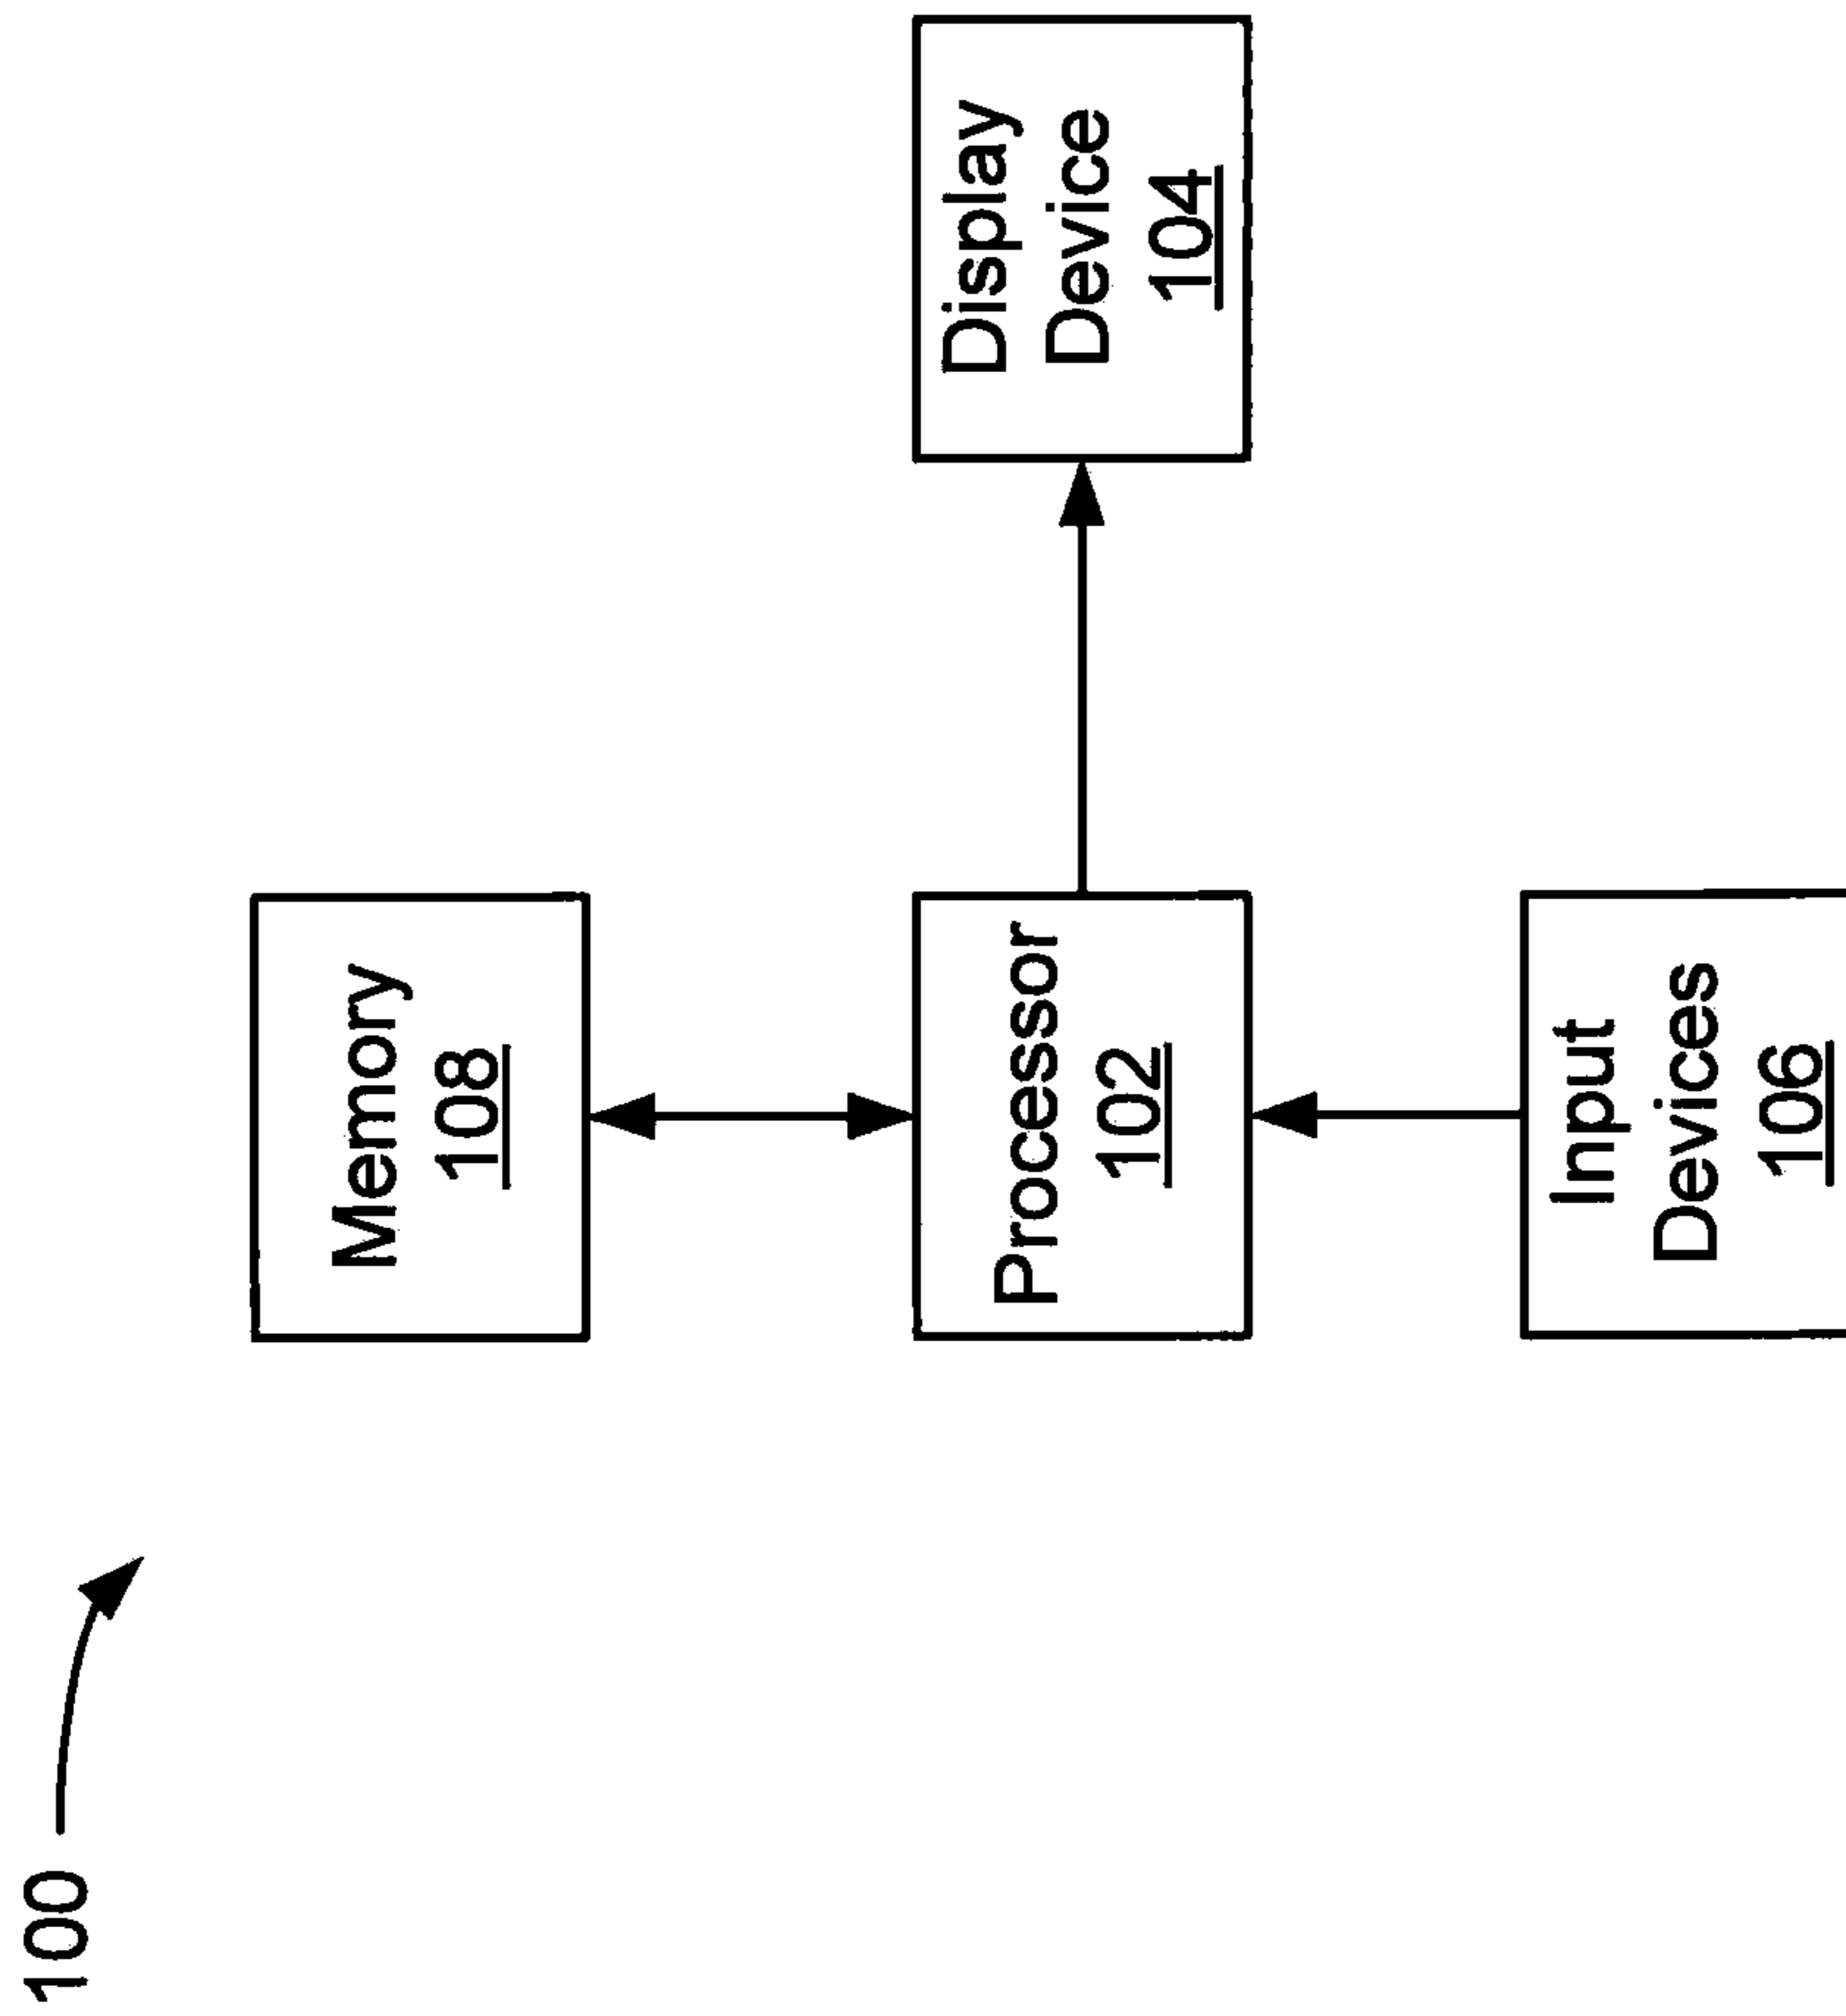 100
Memory
108
Processor
102
Display
Device
104
Input
Devices
106